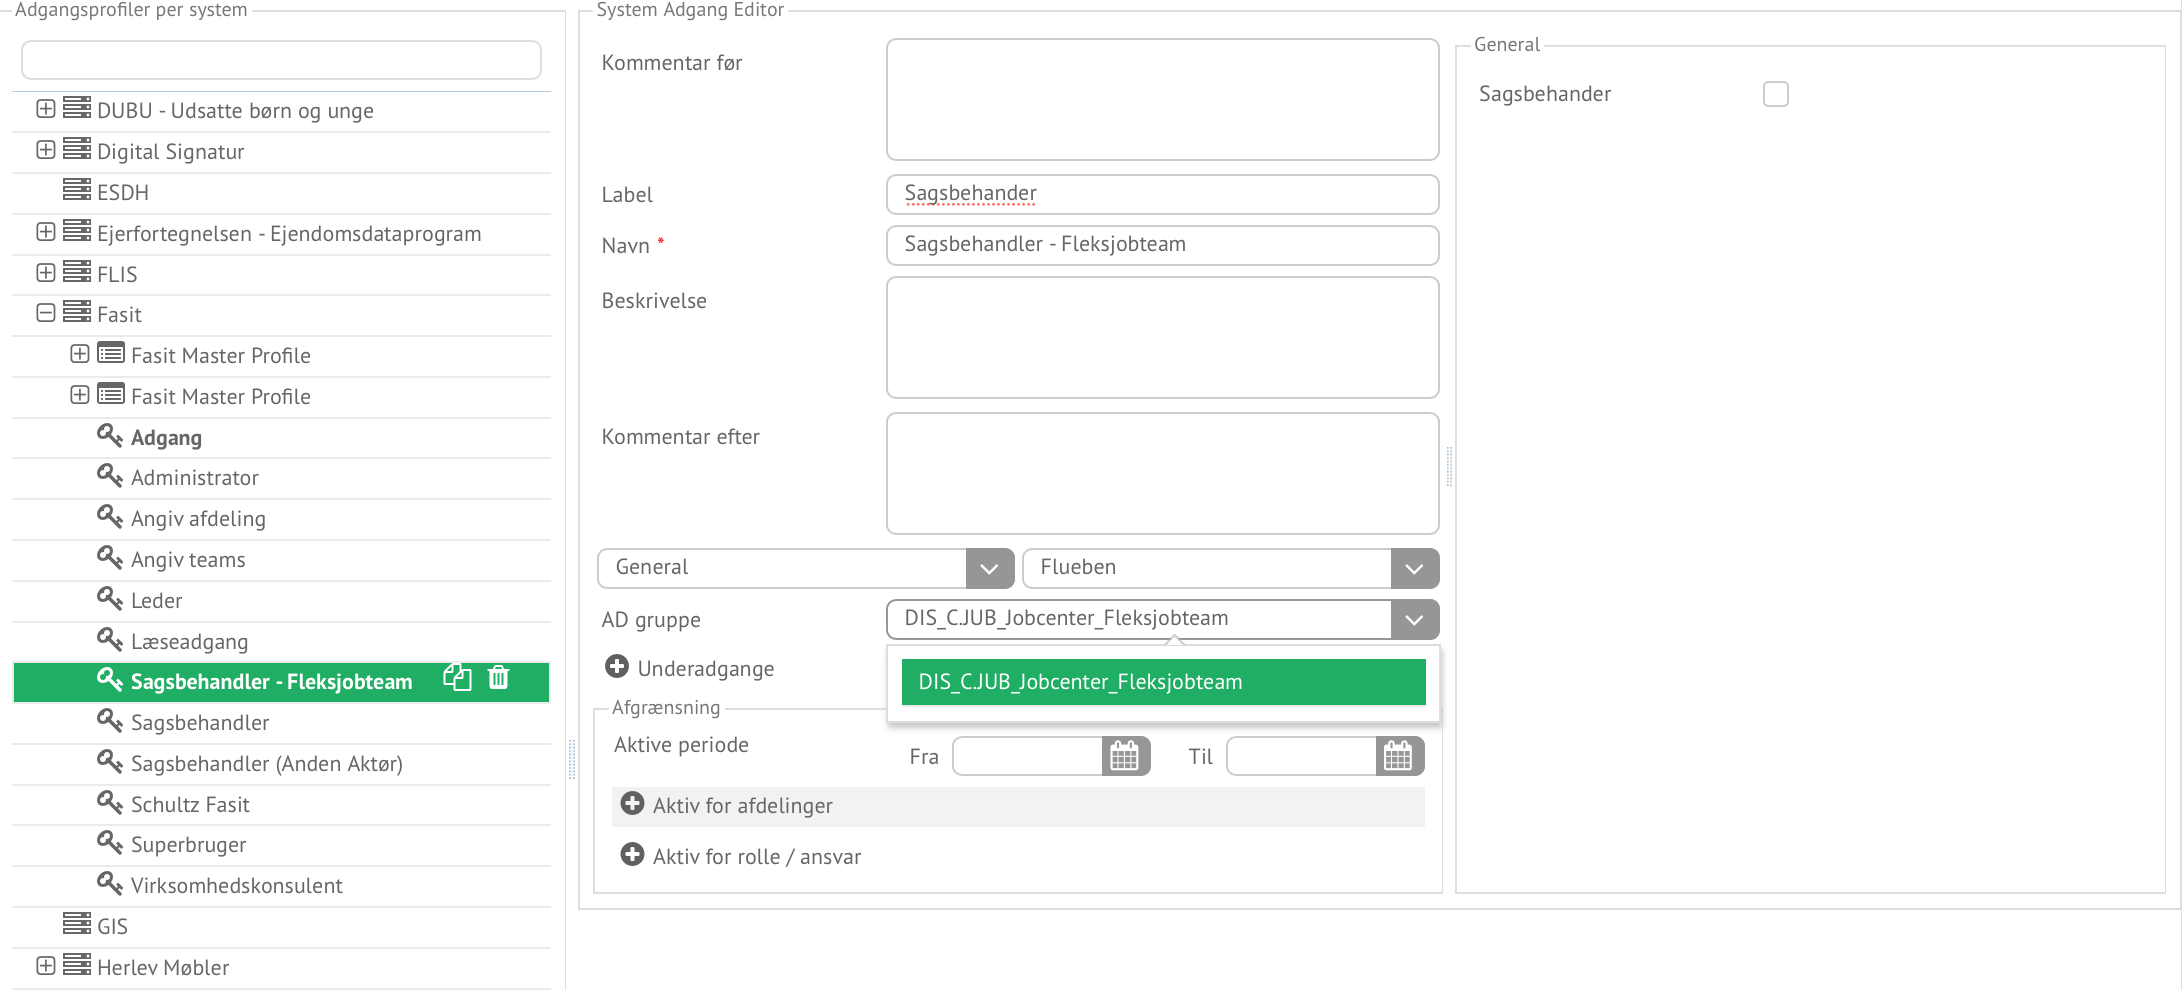 Adgangsprofiler per system
DUBU - Udsatte børn og unge
Digital Signatur
ESDH
Ejerfortegnelsen - Ejendomsdataprogram
FLIS
Fasit
Fasit Master Profile
Fasit Master Profile
Adgang
Administrator
Angiv afdeling
Angiv teams
Leder
Læseadgang
Sagsbehandler - Fleksjobteam
Sagsbehandler
Sagsbehandler (Anden Aktør)
Schultz Fasit
Superbruger
Virksomhedskonsulent
GIS
Herlev Møbler
System Adgang Editor
Kommentar før
Label Sagsbehander
Navn * Sagsbehandler - Fleksjobteam
Beskrivelse
Kommentar efter
General Flueben
AD gruppe DIS_C.JUB_Jobcenter_Fleksjobteam
Underadgange DIS_C.JUB_Jobcenter_Fleksjobteam
Afgrænsning
Aktive periode Fra Til
Aktiv for afdelinger
Aktiv for rolle / ansvar
General
Sagsbehander